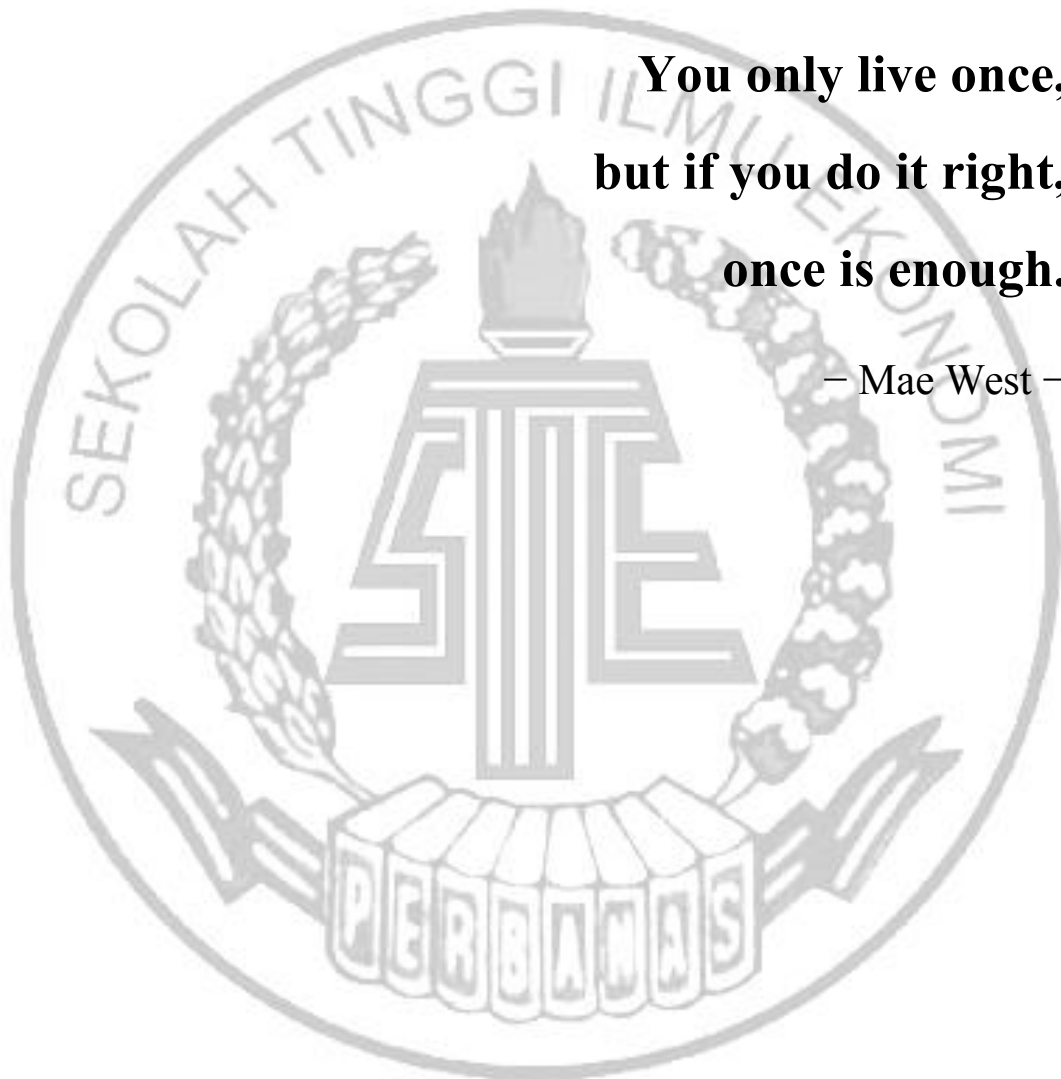 You only live once,
but if you do it right,
once is enough.
– Mae West –
SEKOLAH TINGGI ILMU EKONOMI
STIE
PERBANAS